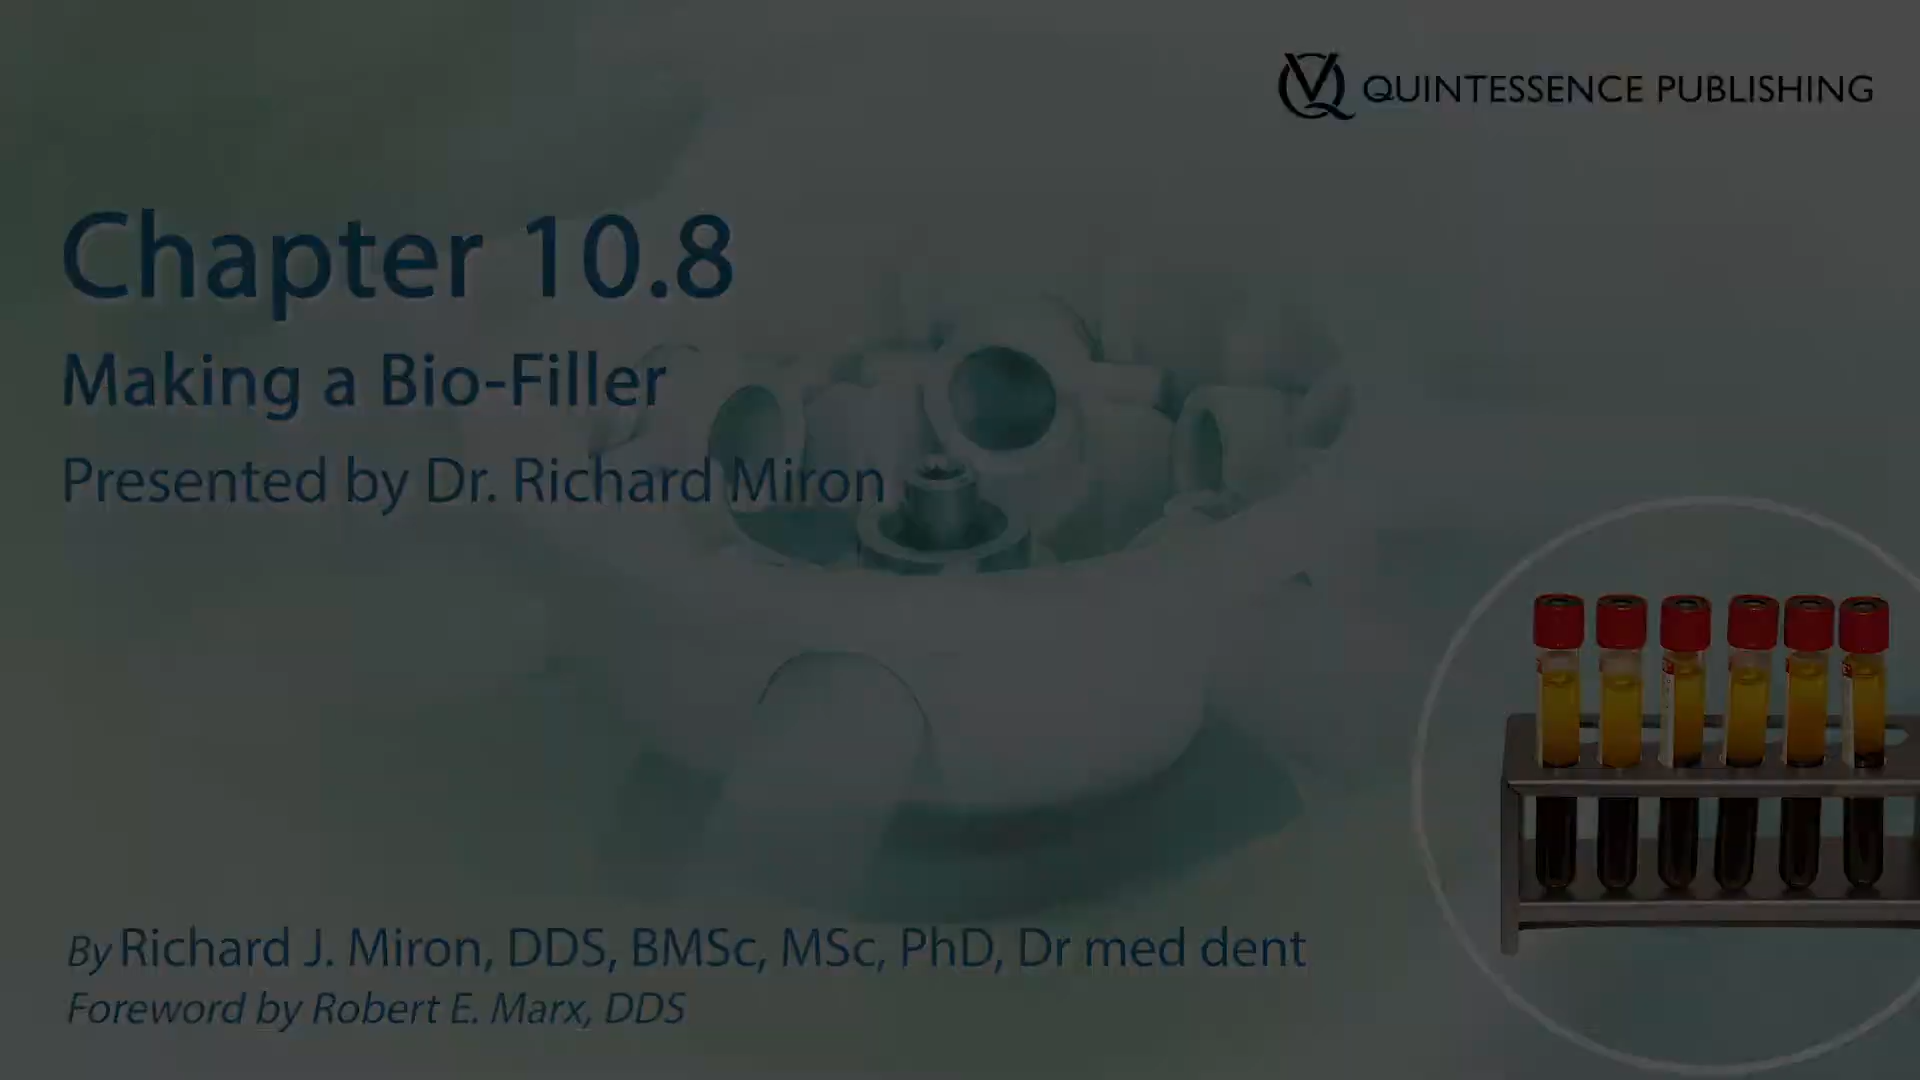 QUINTESSENCE PUBLISHING
Chapter 10.8
Making a Bio-Filler
Presented by Dr. Richard Miron
By Richard J. Miron, DDS, BMSc, MSc, PhD, Dr med dent
Foreword by Robert E. Marx, DDS